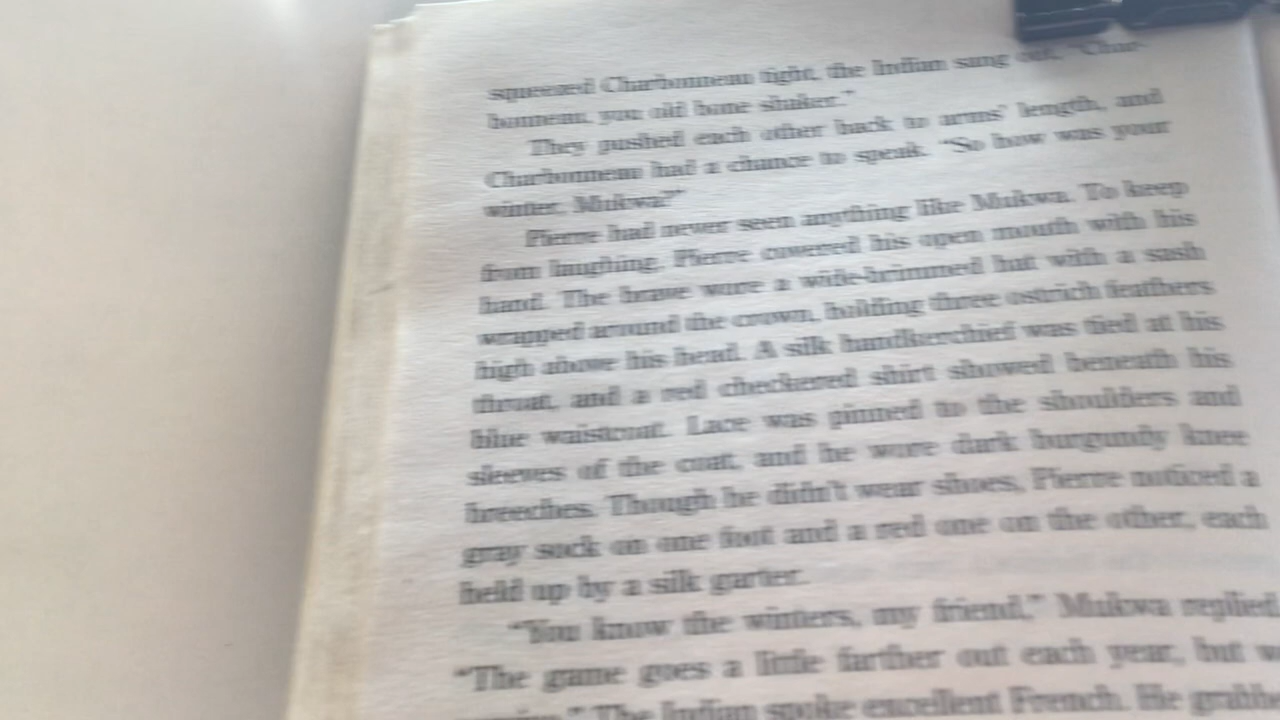 squeezed Charbonneau tight, the Indian sang out, "Char-
bonneau, you old bone shaker."
They pushed each other back to arms' length, and
Charbonneau had a chance to speak. "So how was your
winter, Mukwa?"
Pierre had never seen anything like Mukwa. To keep
from laughing, Pierre covered his open mouth with his
hand. The brave wore a wide-brimmed hat with a sash
wrapped around the crown, holding three ostrich feathers
high above his head. A silk handkerchief was tied at his
throat, and a red checkered shirt showed beneath his
blue waistcoat. Lace was pinned to the shoulders and
sleeves of the coat, and he wore dark burgundy knee
breeches. Though he didn't wear shoes, Pierre noticed a
gray sock on one foot and a red one on the other, each
held up by a silk garter.
"You know the winters, my friend," Mukwa replied
"The game goes a little farther out each year, but
The Indian spoke excellent French. He